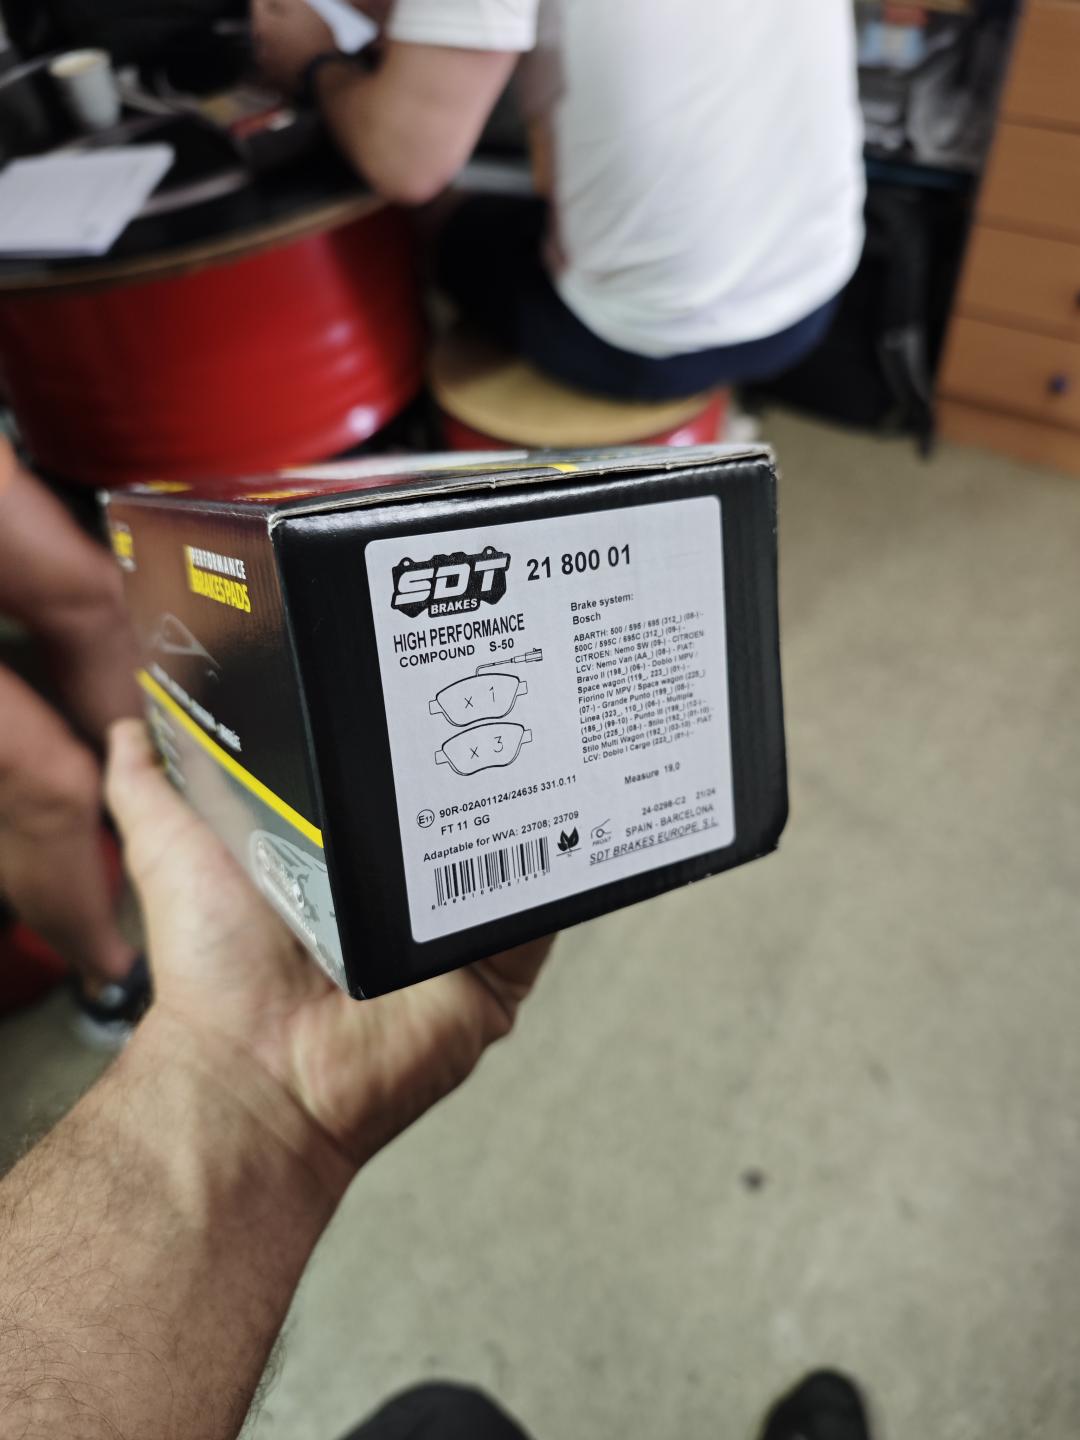 PERFORMANCE
BRAKES PADS
SDT
BRAKES
21 800 01
HIGH PERFORMANCE
COMPOUND S-50
x 1
x 3
Brake system:
Bosch
ABARTH: 500 / 595 / 695 (312_) (08-) -
500C / 595C / 695C (312_) (09-) -
CITROEN: Nemo SW (09-) - CITROEN
LCV: Nemo Van (AA_) (08-) - FIAT:
Bravo II (198_) (06-) - Doblo I MPV /
Space wagon (119_, 223_) (01-) -
Fiorino IV MPV / Space wagon (225_)
(07-) - Grande Punto (199_) (05-) -
Linea (323_, 110_) (06-) - Multipla
(186_) (99-10) - Punto III (199_) (12-) -
Qubo (225_) (08-) - Stilo (192_) (01-10) -
Stilo Multi Wagon (192_) (03-10) - FIAT
LCV: Doblo I Cargo (223_) (01-) -
Measure 19,0
E11 90R-02A01124/24635 331.0.11
FT 11 GG
Adaptable for WVA: 23708; 23709
FRONT
24-0298-C2 21/24
SPAIN - BARCELONA
SDT BRAKES EUROPE, S.L.